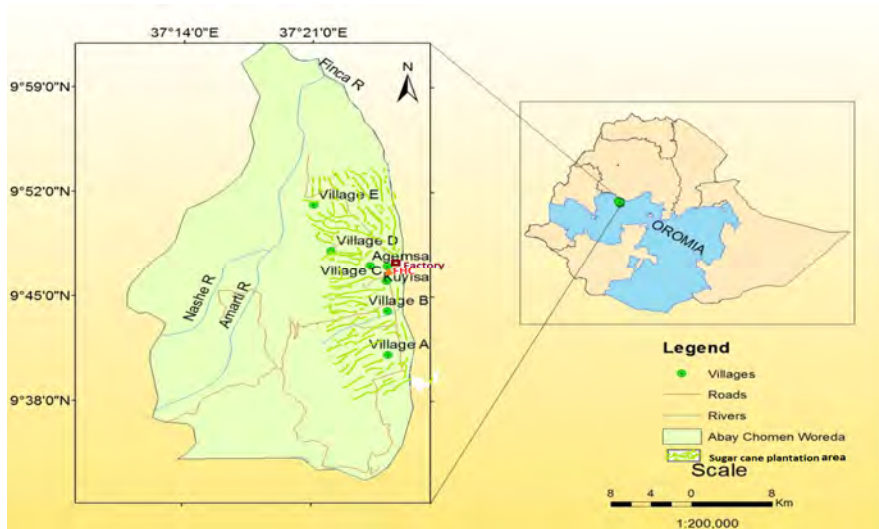 37°14'0"E 37°21'0"E
N
9°59'0"N
Finca R
9°52'0"N
Village E
Village D
Agemsa
Factory
Village C
FHC
Kuyisa
9°45'0"N
Nashe R
Amarti R
Village B
Village A
9°38'0"N
OROMIA
Legend
Villages
Roads
Rivers
Abay Chomen Woreda
Sugar cane plantation area
Scale
8 4 0 8
Km
1:200,000